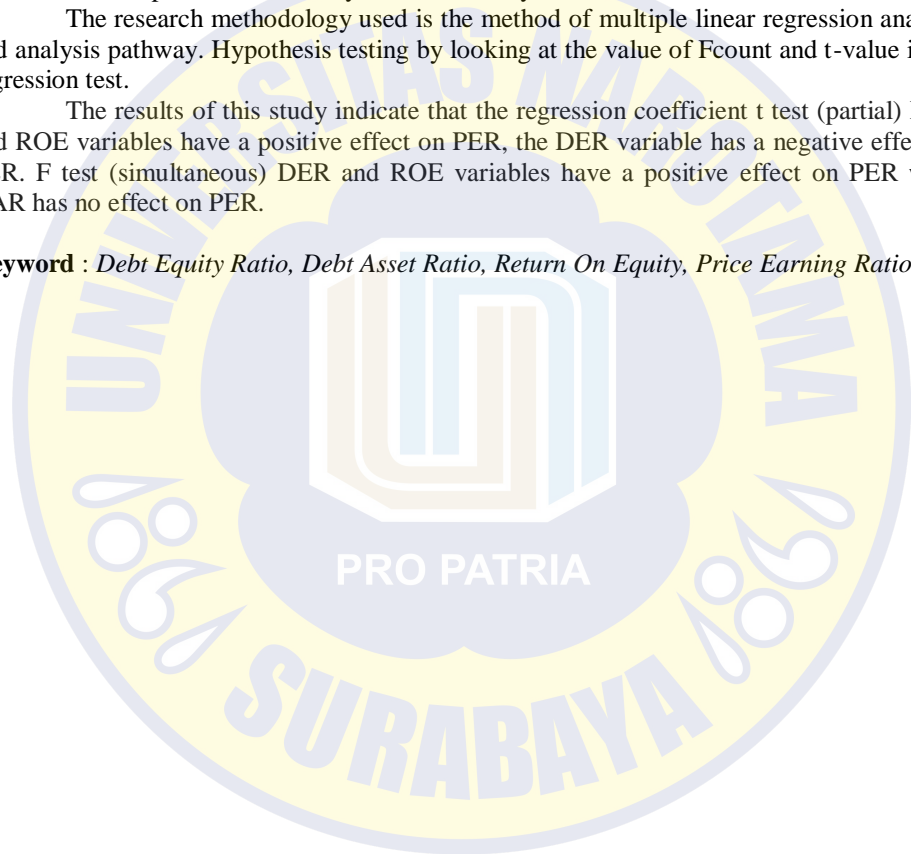 The research methodology used is the method of multiple linear regression ana
d analysis pathway. Hypothesis testing by looking at the value of Fcount and t-value i
gression test.
The results of this study indicate that the regression coefficient t test (partial)
d ROE variables have a positive effect on PER, the DER variable has a negative effe
R. F test (simultaneous) DER and ROE variables have a positive effect on PER
AR has no effect on PER.
eyword : Debt Equity Ratio, Debt Asset Ratio, Return On Equity, Price Earning Ratio
UNIVERSITAS NAROTAMA
PRO PATRIA
SURABAYA